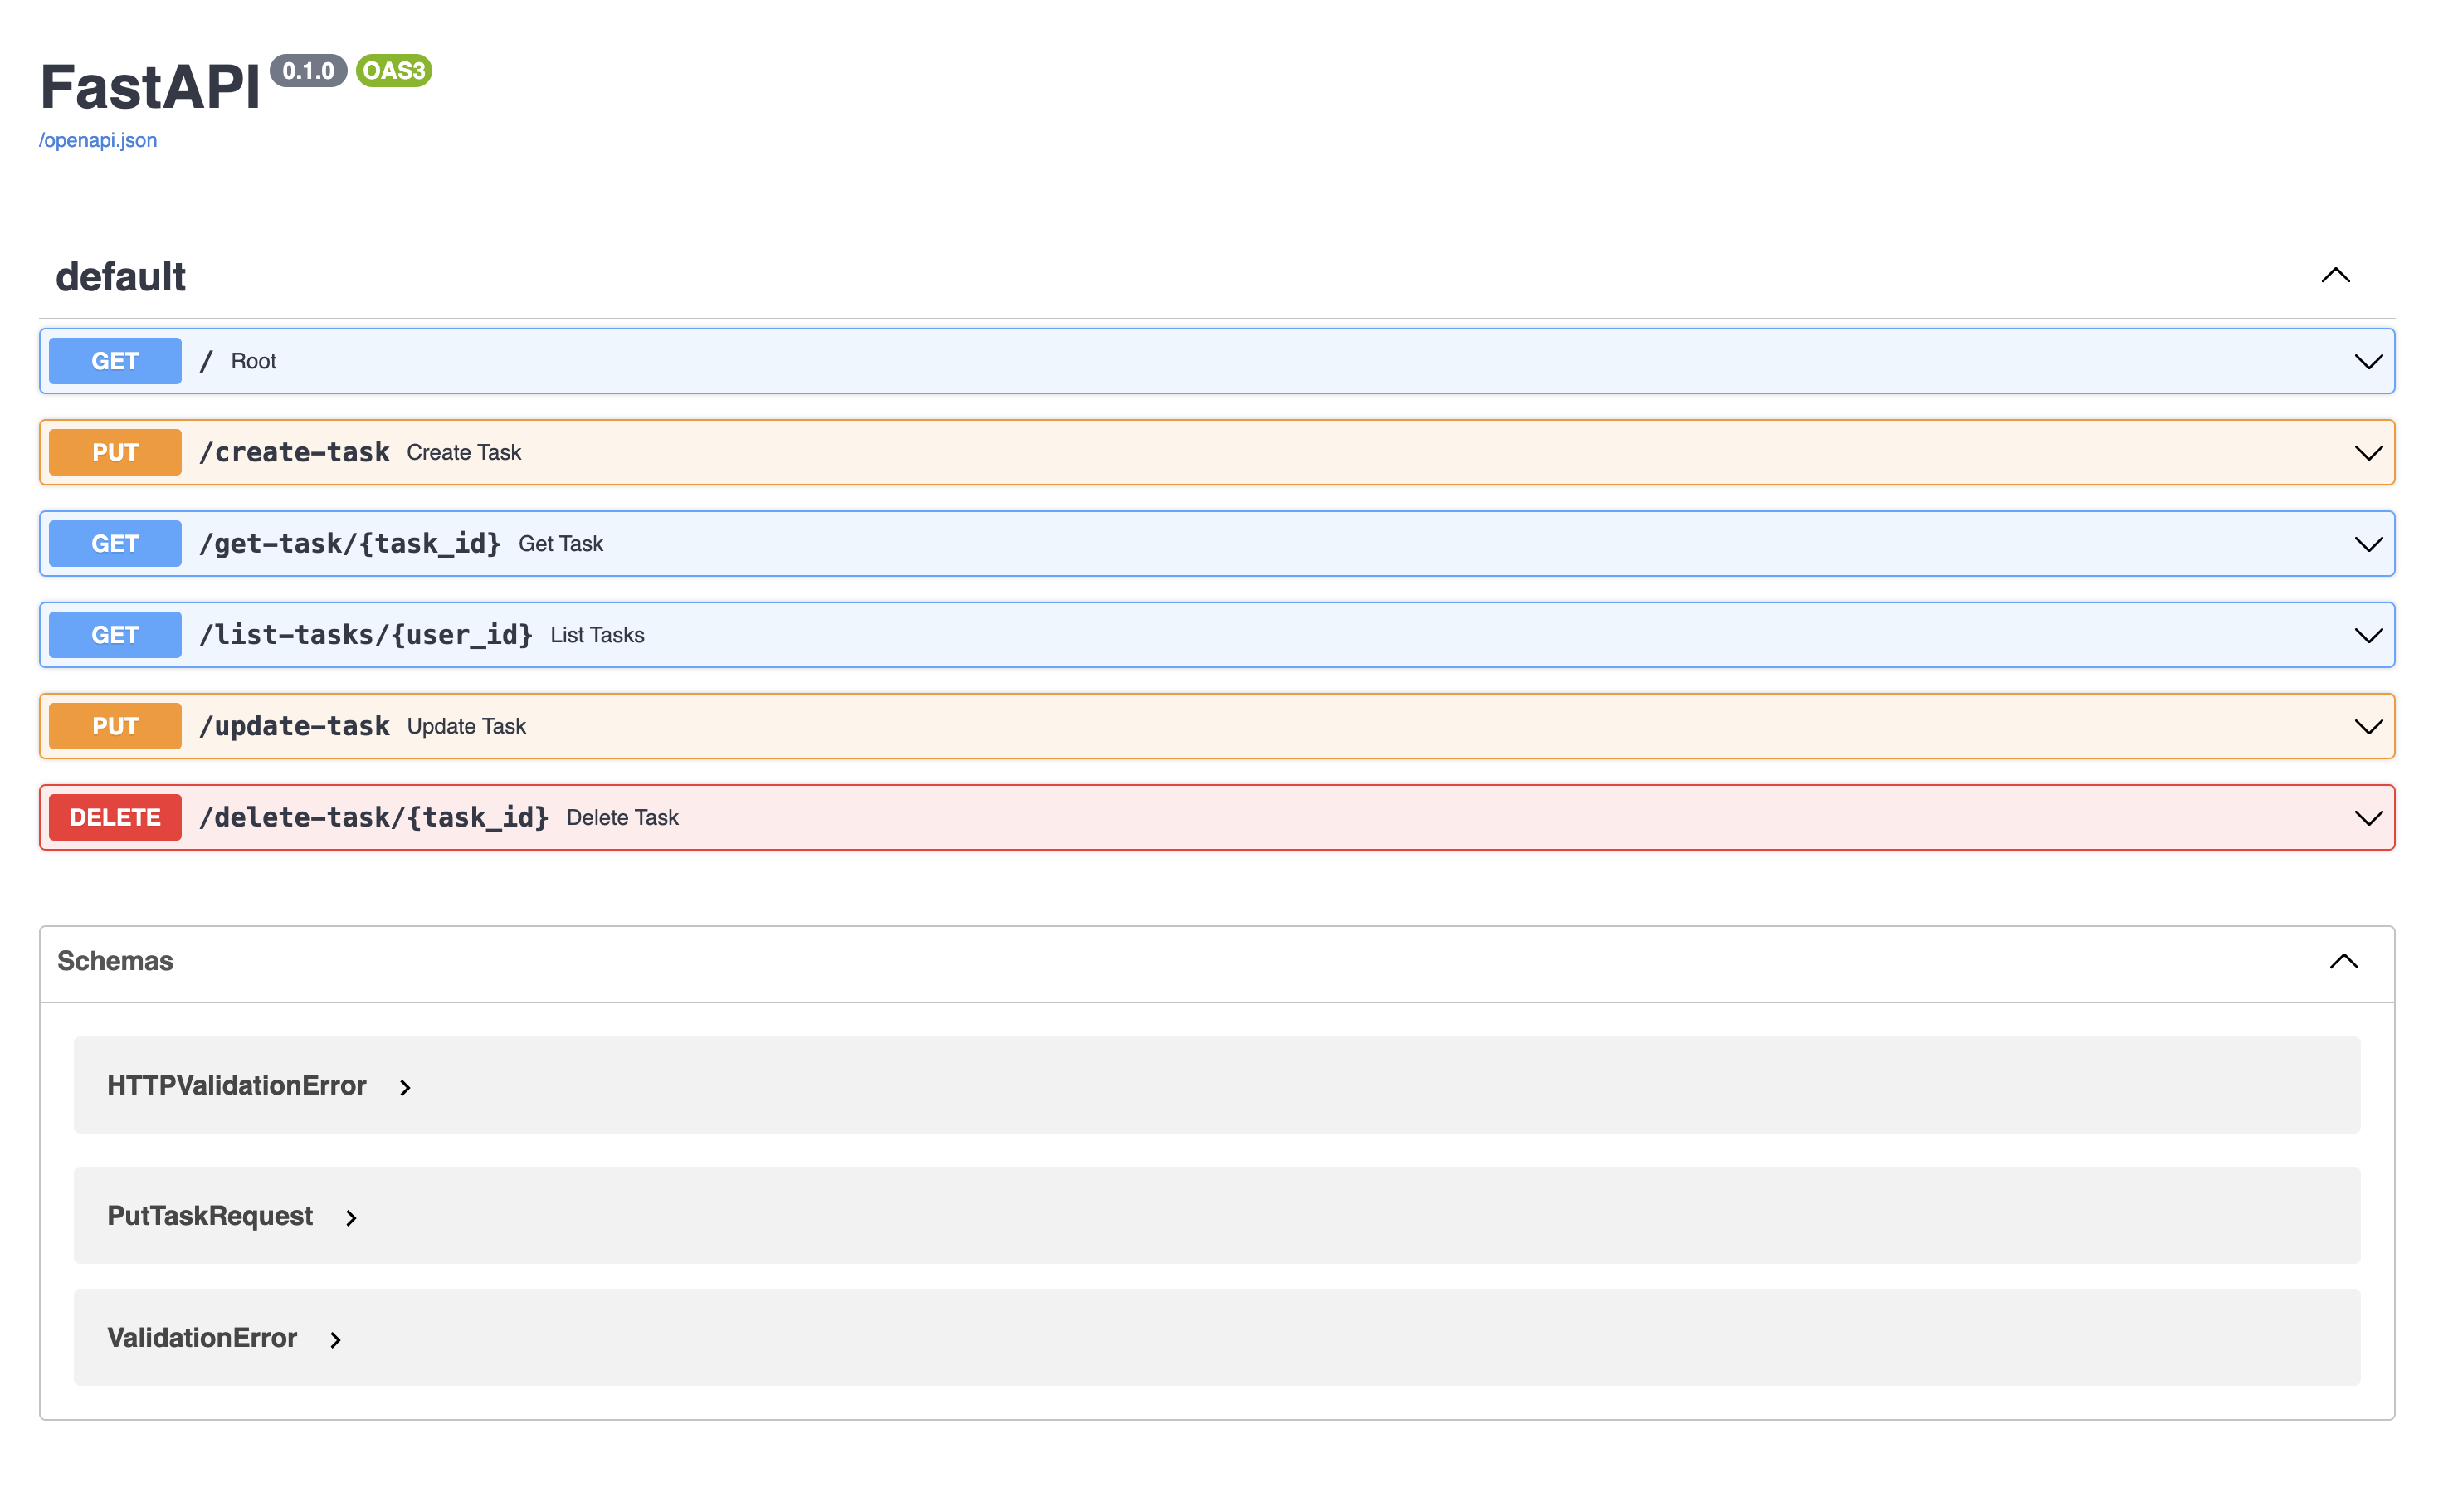 FastAPI 0.1.0 OAS3
/openapi.json
default
GET / Root
PUT /create-task Create Task
GET /get-task/{task_id} Get Task
GET /list-tasks/{user_id} List Tasks
PUT /update-task Update Task
DELETE /delete-task/{task_id} Delete Task
Schemas
HTTPValidationError
PutTaskRequest
ValidationError